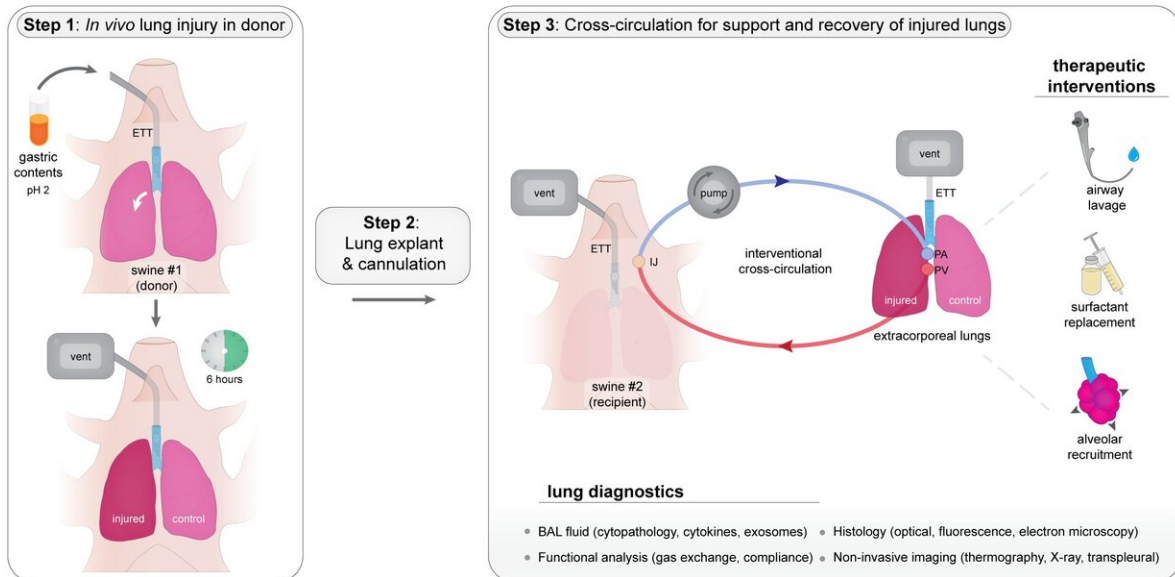 Step 1: In vivo lung injury in donor
gastric
contents
pH 2
ETT
swine #1
(donor)
vent
6 hours
injured
control
Step 2:
Lung explant
& cannulation
Step 3: Cross-circulation for support and recovery of injured lungs
vent
ETT
pump
IJ
interventional
cross-circulation
swine #2
(recipient)
vent
ETT
PA
PV
injured
control
extracorporeal lungs
therapeutic
interventions
airway
lavage
surfactant
replacement
alveolar
recruitment
lung diagnostics
• BAL fluid (cytopathology, cytokines, exosomes)
• Histology (optical, fluorescence, electron microscopy)
• Functional analysis (gas exchange, compliance)
• Non-invasive imaging (thermography, X-ray, transpleural)